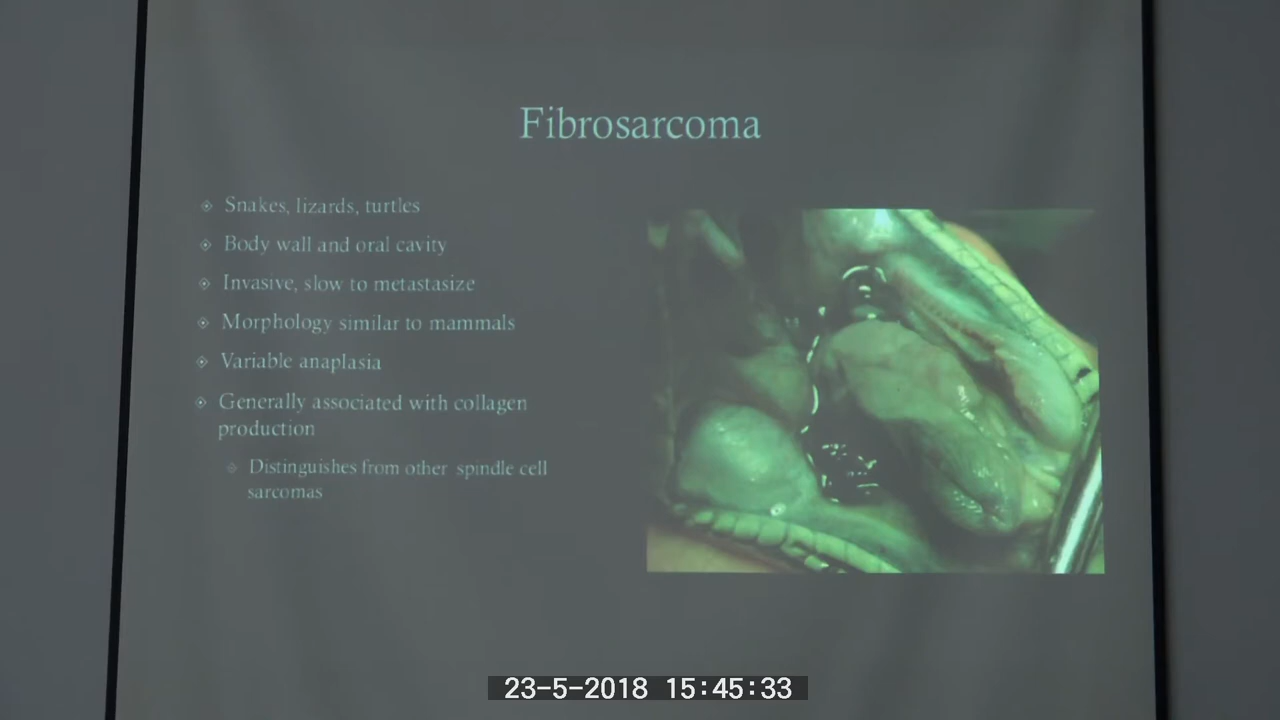 Fibrosarcoma
Snakes, lizards, turtles
Body wall and oral cavity
Invasive, slow to metastasize
Morphology similar to mammals
Variable anaplasia
Generally associated with collagen
production
Distinguishes from other spindle cell
sarcomas
23-5-2018 15:45:33